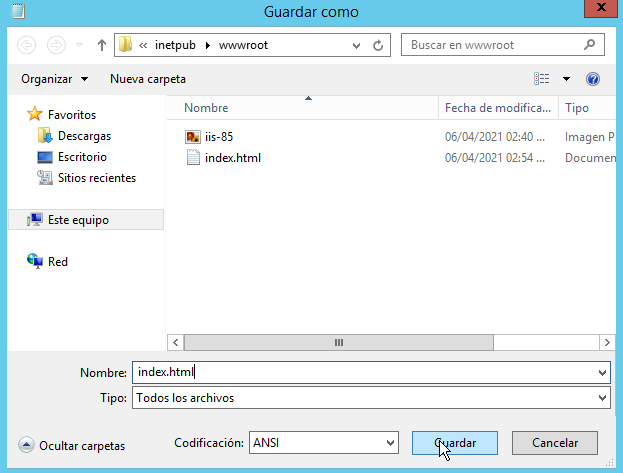 Guardar como
« inetpub wwwroot Buscar en wwwroot
Organizar Nueva carpeta
Nombre Fecha de modifica... Tipo
Favoritos
Descargas
Escritorio
Sitios recientes
Este equipo
Red
iis-85 06/04/2021 02:40 ... Imagen P
index.html 06/04/2021 02:54 ... Documen
Nombre: index.html
Tipo: Todos los archivos
Ocultar carpetas Codificación: ANSI Guardar Cancelar